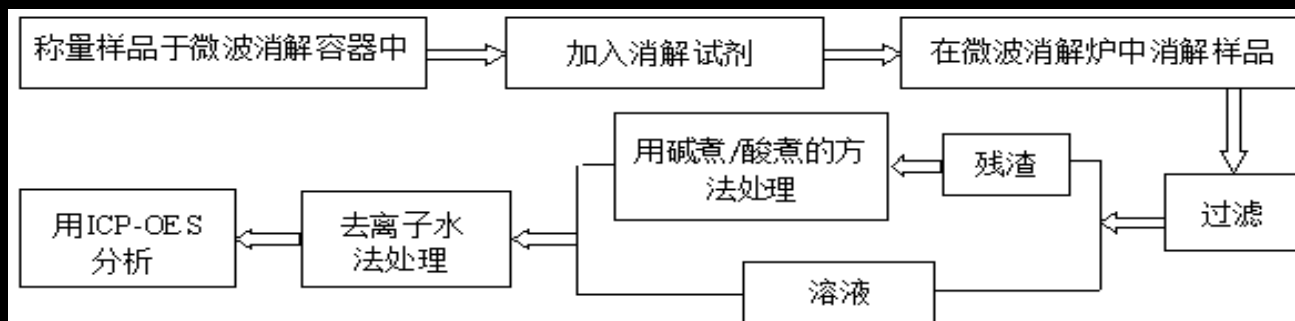 称量样品于微波消解容器中
加入消解试剂
在微波消解炉中消解样品
过滤
残渣
用碱煮/酸煮的方
法处理
溶液
去离子水
法处理
用ICP-OES
分析